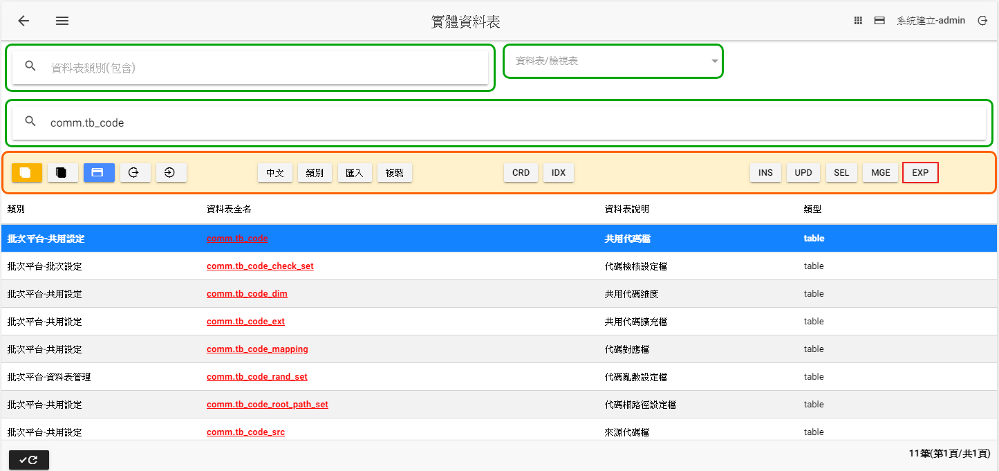 實體資料表
系統建立-admin
資料表類別(包含)
資料表/檢視表
comm.tb_code
中文 類別 匯入 複製 CRD IDX INS UPD SEL MGE EXP
類別 資料表全名 資料表說明 類型
批次平台-共用設定 comm.tb_code 共用代碼檔 table
批次平台-批次設定 comm.tb_code_check_set 代碼檢核設定檔 table
批次平台-共用設定 comm.tb_code_dim 共用代碼維度 table
批次平台-共用設定 comm.tb_code_ext 共用代碼擴充檔 table
批次平台-共用設定 comm.tb_code_mapping 代碼對應檔 table
批次平台-資料表管理 comm.tb_code_rand_set 代碼亂數設定檔 table
批次平台-共用設定 comm.tb_code_root_path_set 代碼根路徑設定檔 table
批次平台-共用設定 comm.tb_code_src 來源代碼檔 table
11筆(第1頁/共1頁)